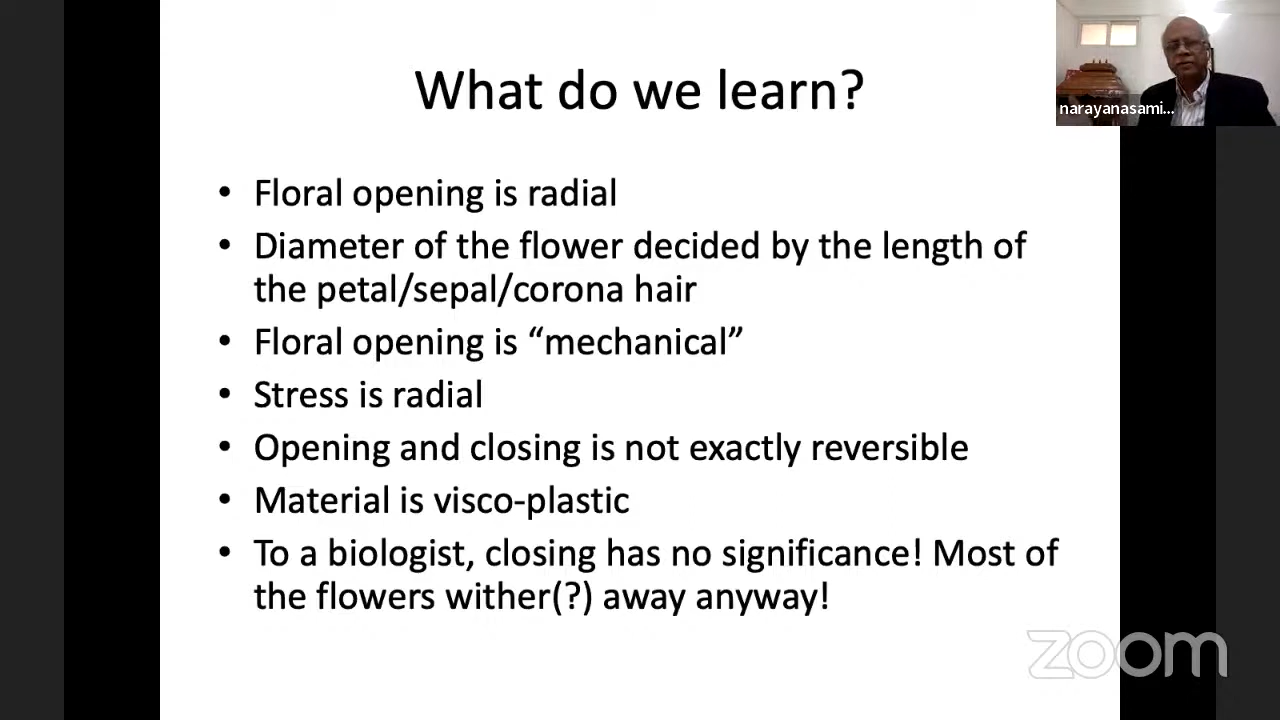 What do we learn?
narayanasami...
• Floral opening is radial
• Diameter of the flower decided by the length of
the petal/sepal/corona hair
• Floral opening is “mechanical”
• Stress is radial
• Opening and closing is not exactly reversible
• Material is visco-plastic
• To a biologist, closing has no significance! Most of
the flowers wither(?) away anyway!
zoom